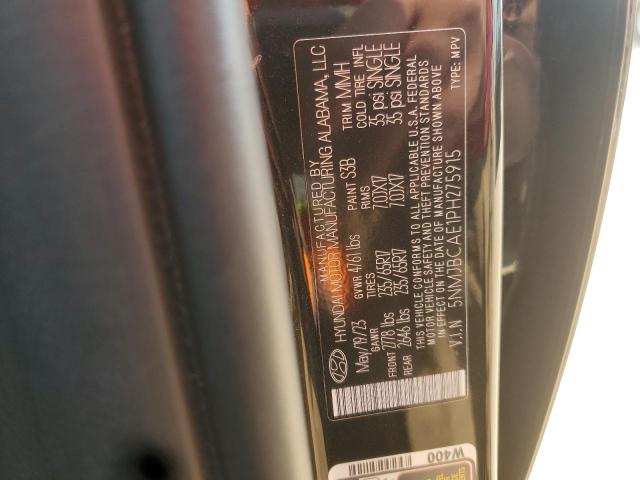 MANUFACTURED BY
HYUNDAI MOTOR MANUFACTURING ALABAMA, LLC
May/19/23 GVWR 4761 lbs PAINT S3B TRIM MMH
GAWR TIRES RIMS COLD TIRE INFL
FRONT 2778 lbs 235/65R17 7.0JX17 35 psi SINGLE
REAR 2646 lbs 235/65R17 7.0JX17 35 psi SINGLE
THIS VEHICLE CONFORMS TO ALL APPLICABLE U.S.A. FEDERAL
MOTOR VEHICLE SAFETY AND THEFT PREVENTION STANDARDS
IN EFFECT ON THE DATE OF MANUFACTURE SHOWN ABOVE
V.I.N 5NMJBCAE1PH275915 TYPE: MPV
W400